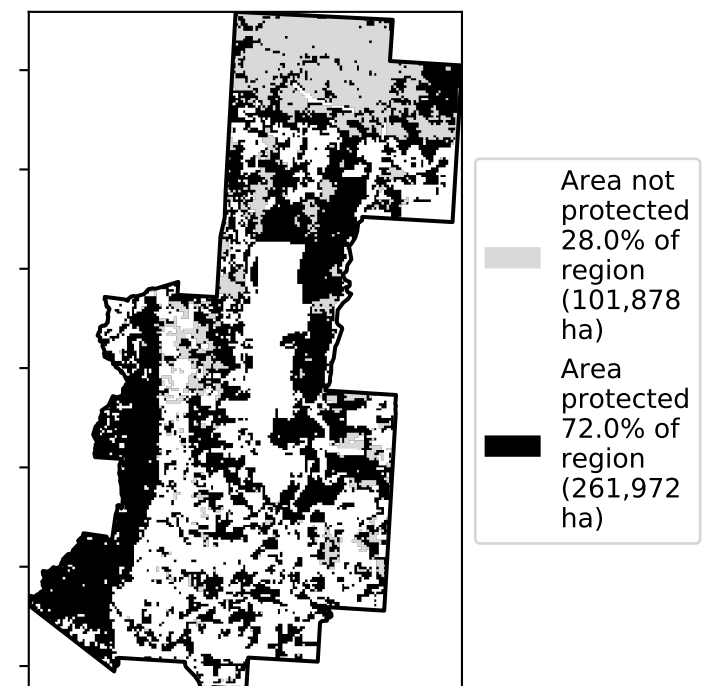 Area not
protected
28.0% of
region
(101,878
ha)
Area
protected
72.0% of
region
(261,972
ha)